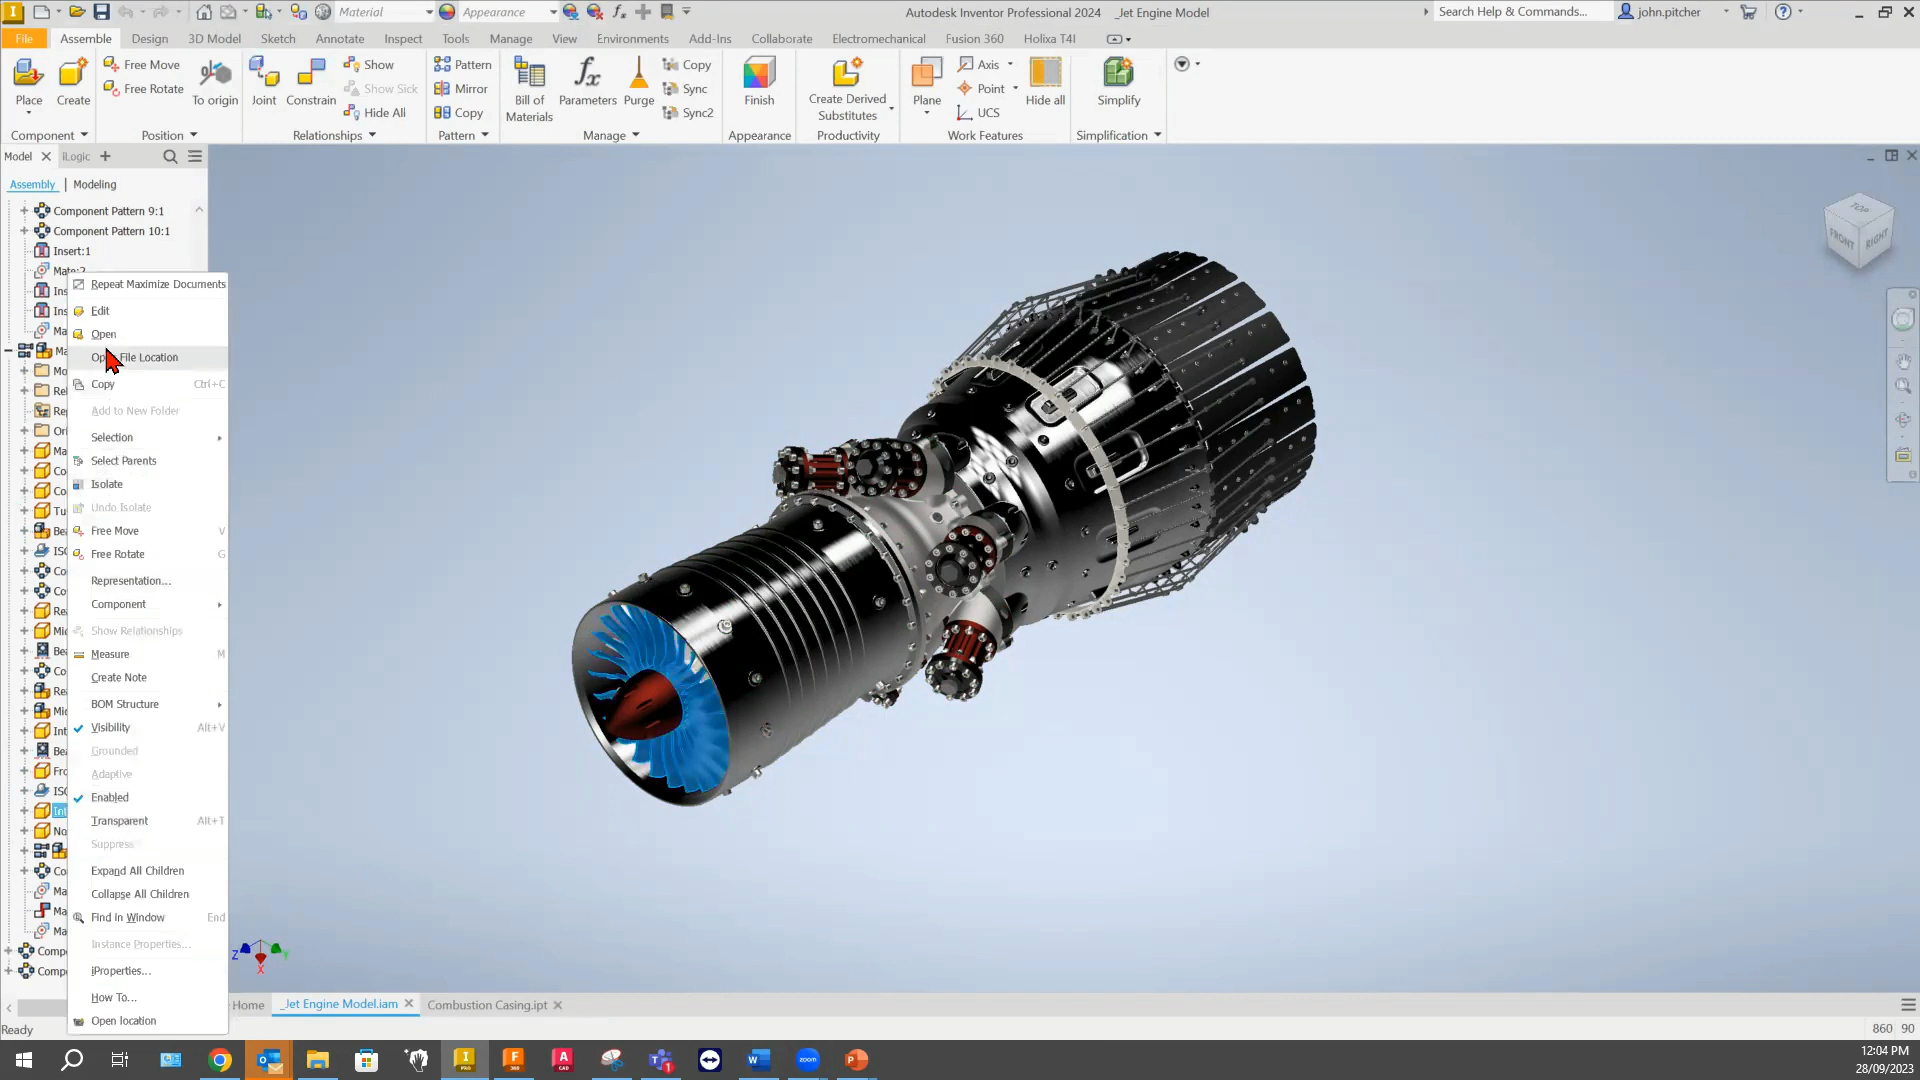 Material
Appearance
Autodesk Inventor Professional 2024   _Jet Engine Model
Search Help & Commands...
john.pitcher
File
Assemble
Design
3D Model
Sketch
Annotate
Inspect
Tools
Manage
View
Environments
Add-Ins
Collaborate
Electromechanical
Fusion 360
Holixa T4I
Place
Create
Free Move
Free Rotate
To origin
Joint
Constrain
Show
Show Sick
Hide All
Pattern
Mirror
Copy
Bill of
Materials
Parameters
Purge
Copy
Sync
Sync2
Finish
Create Derived
Substitutes
Plane
Axis
Point
UCS
Hide all
Simplify
Component
Position
Relationships
Pattern
Manage
Appearance
Productivity
Work Features
Simplification
Model
iLogic
Assembly | Modeling
Component Pattern 9:1
Component Pattern 10:1
Insert:1
Mate:2
Repeat Maximize Documents
Edit
Open
File Location
Copy Ctrl+C
Add to New Folder
Selection
Select Parents
Isolate
Undo Isolate
Free Move V
Free Rotate G
Representation...
Component
Show Relationships
Measure M
Create Note
BOM Structure
Visibility Alt+V
Grounded
Adaptive
Enabled
Transparent Alt+T
Suppress
Expand All Children
Collapse All Children
Find in Window End
Instance Properties...
iProperties...
How To...
Open location
TOP
FRONT
RIGHT
Z
Y
X
Home
_Jet Engine Model.iam
Combustion Casing.ipt
Ready
860 90
12:04 PM
28/09/2023